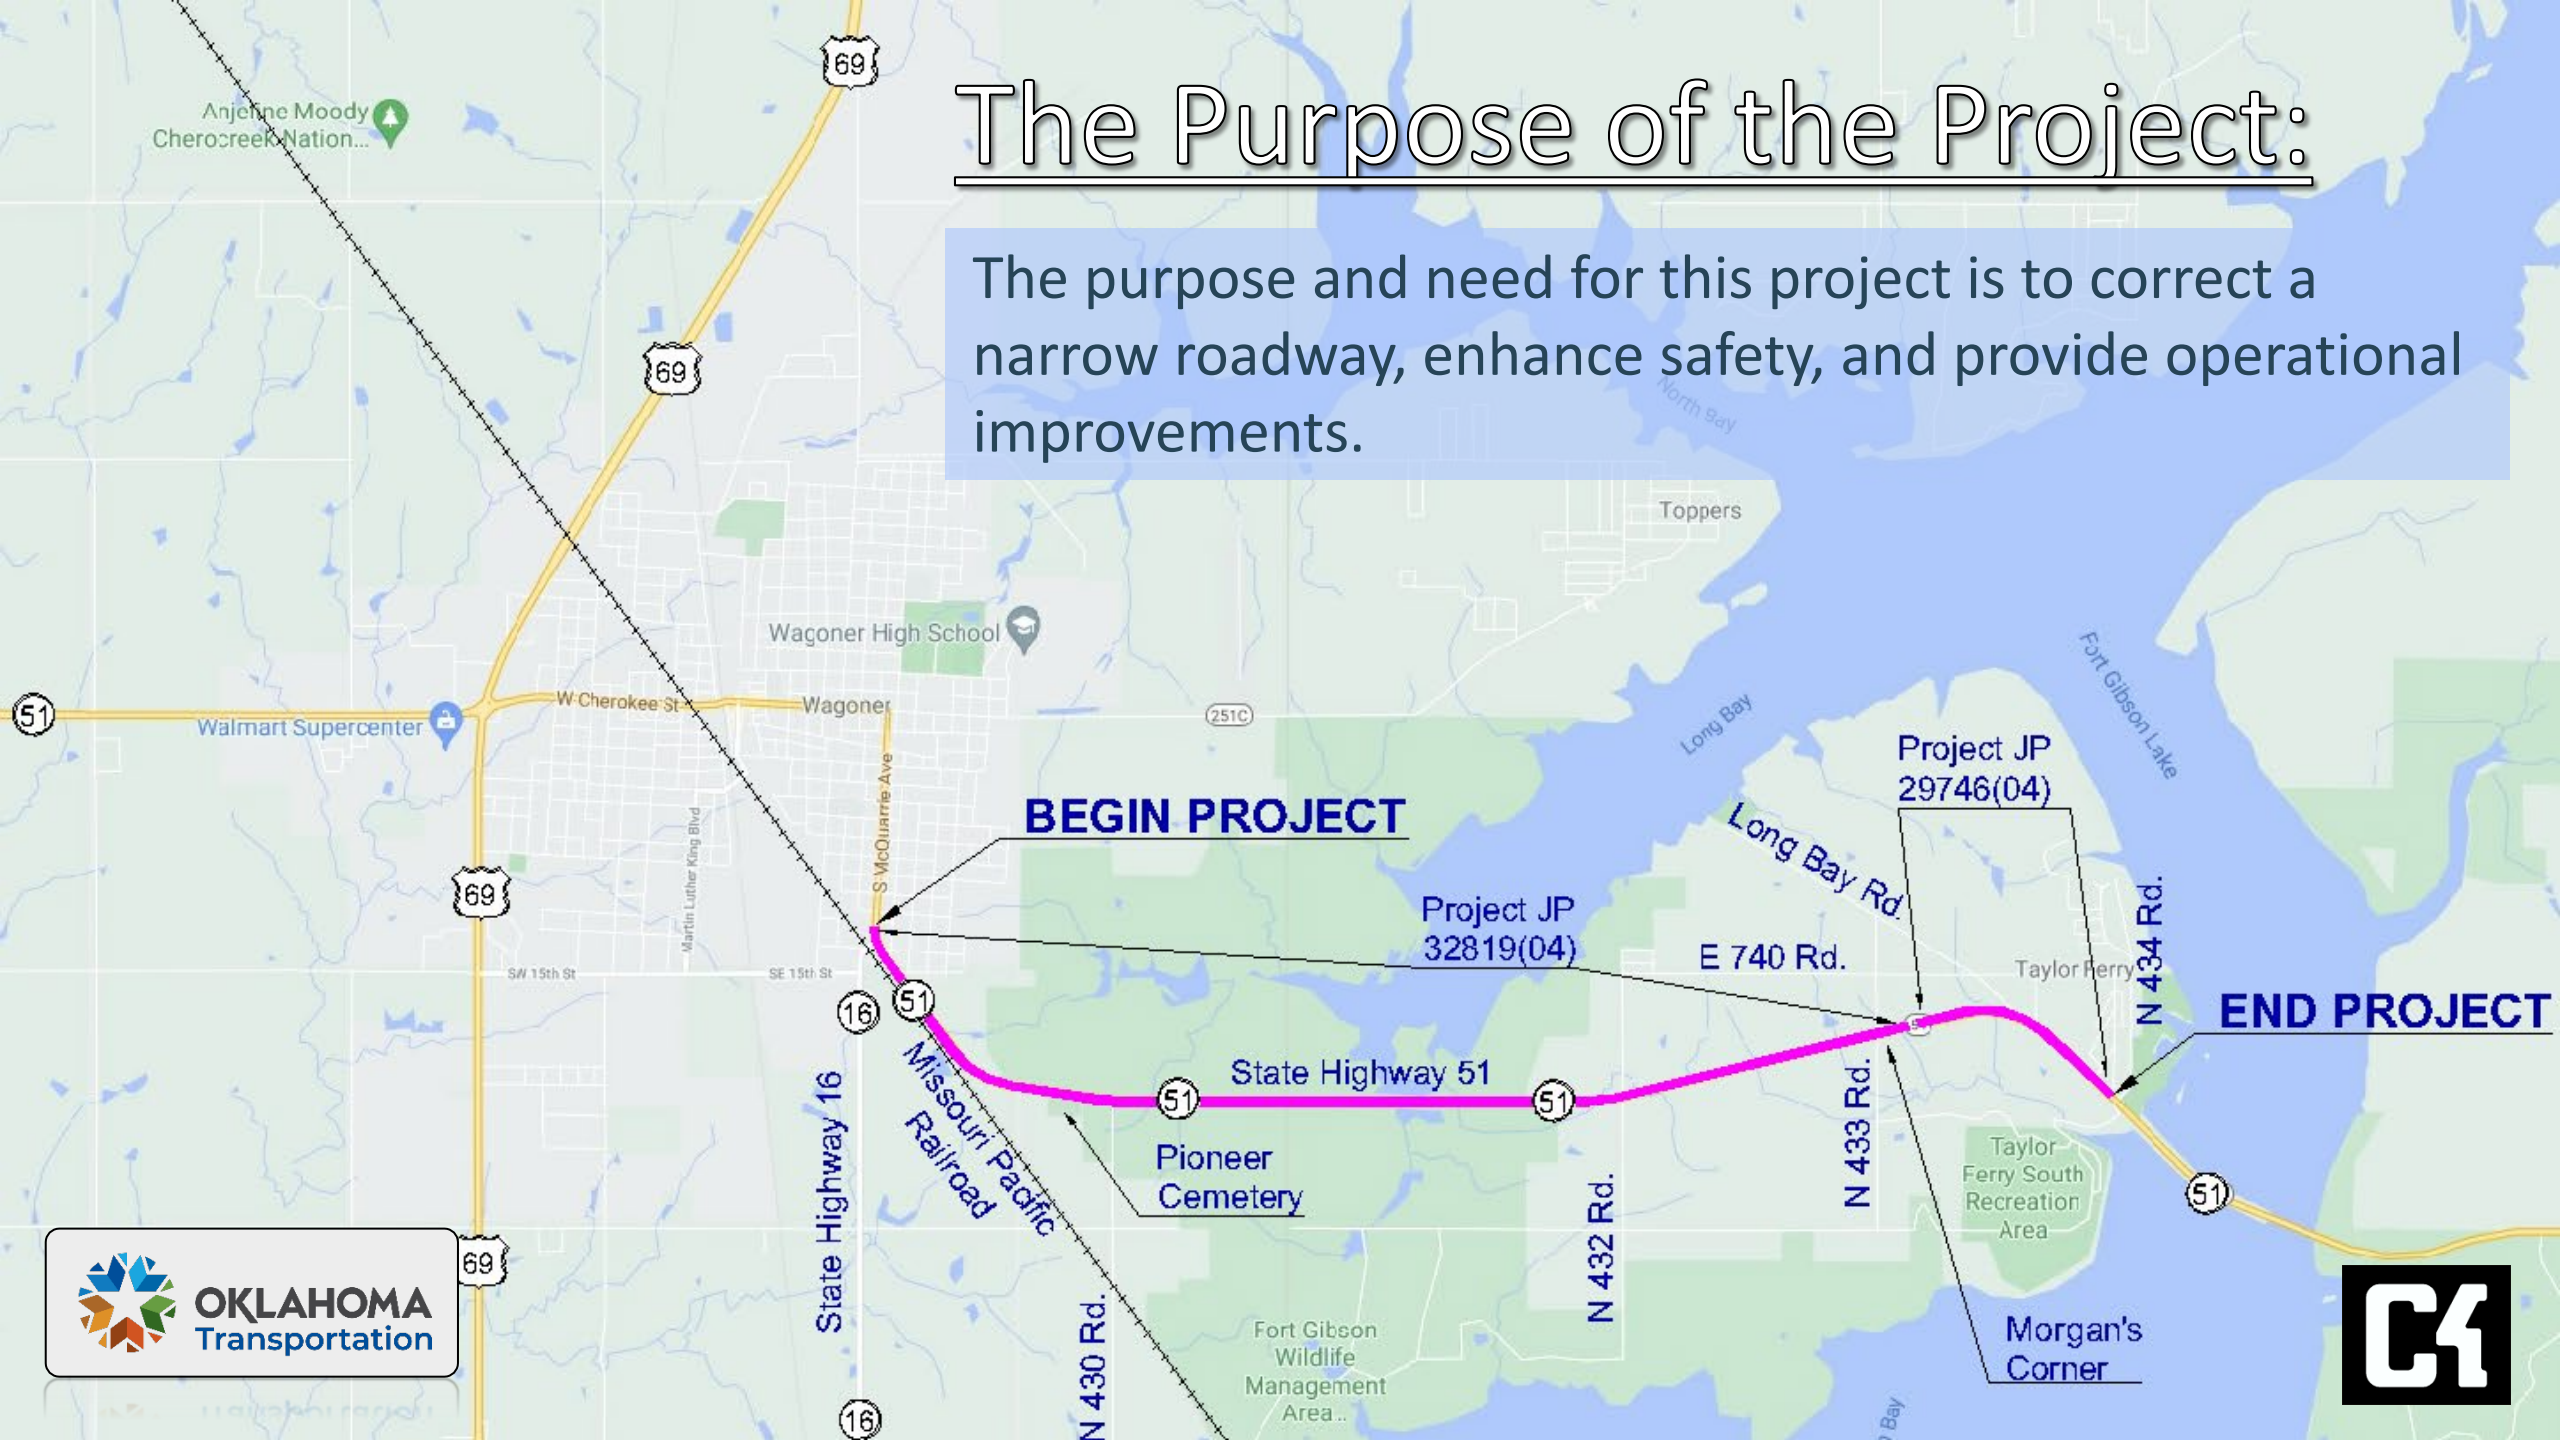 The Purpose of the Project:
The purpose and need for this project is to correct a
narrow roadway, enhance safety, and provide operational
improvements.
69
Anjeline Moody
Cherocreek Nation...
69
North Bay
Toppers
Wagoner High School
Fort Gibson Lake
51
W Cherokee St
Wagoner
Walmart Supercenter
251C
Long Bay
Project JP
29746(04)
BEGIN PROJECT
S McQuarrie Ave
Martin Luther King Blvd
Long Bay Rd.
69
Project JP
32819(04)
E 740 Rd.
Taylor Ferry
N 434 Rd.
SW 15th St
SE 15th St
16
51
END PROJECT
State Highway 51
51
51
Missouri Pacific
Railroad
State Highway 16
Pioneer
Cemetery
N 433 Rd.
N 432 Rd.
Taylor
Ferry South
Recreation
Area
51
69
OKLAHOMA
Transportation
N 430 Rd.
Fort Gibson
Wildlife
Management
Area..
Morgan's
Corner
C4
16
Bay